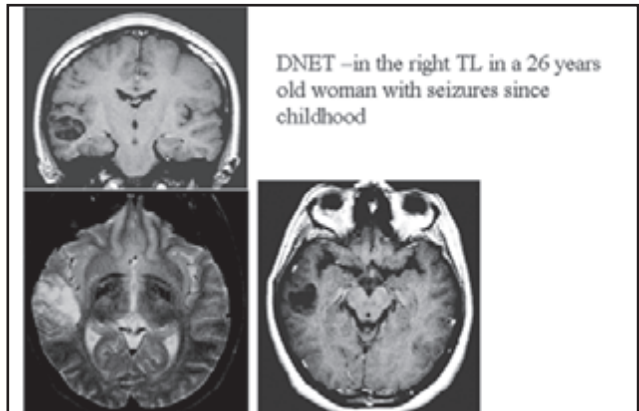 DNET –in the right TL in a 26 years
old woman with seizures since
childhood